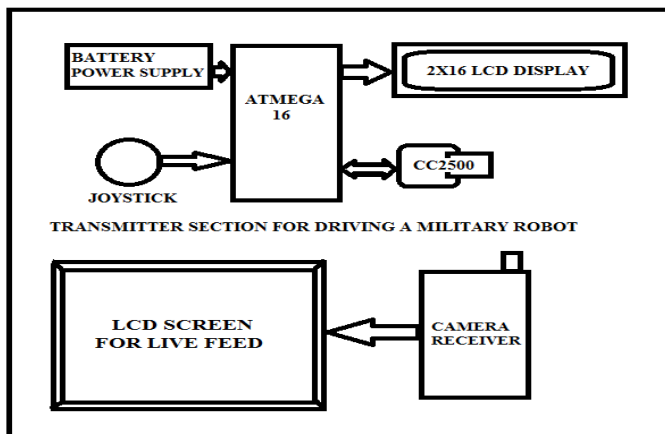 BATTERY
POWER SUPPLY
ATMEGA
16
2X16 LCD DISPLAY
JOYSTICK
CC2500
TRANSMITTER SECTION FOR DRIVING A MILITARY ROBOT
LCD SCREEN
FOR LIVE FEED
CAMERA
RECEIVER